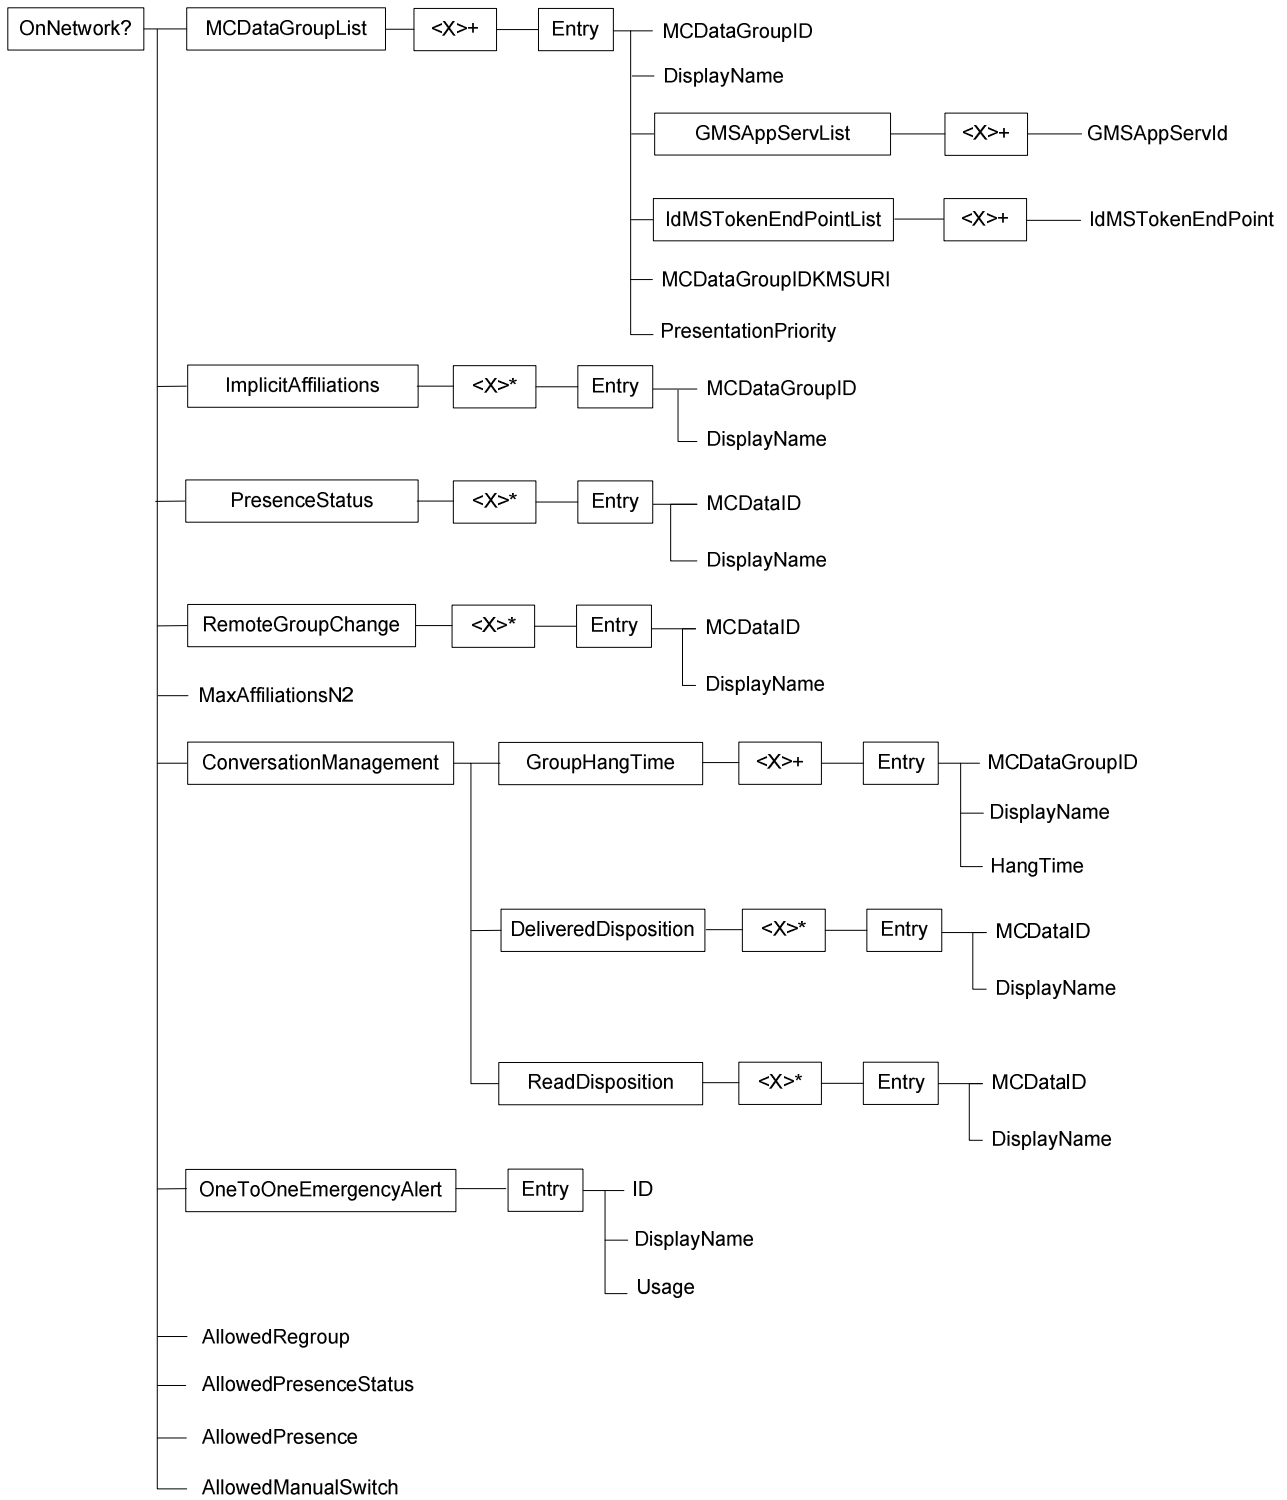 OnNetwork?
MCDataGroupList
<X>+
Entry
MCDataGroupID
DisplayName
GMSAppServList
<X>+
GMSAppServId
IdMSTokenEndPointList
<X>+
IdMSTokenEndPoint
MCDataGroupIDKMSURI
PresentationPriority
ImplicitAffiliations
<X>*
Entry
MCDataGroupID
DisplayName
PresenceStatus
<X>*
Entry
MCDataID
DisplayName
RemoteGroupChange
<X>*
Entry
MCDataID
DisplayName
MaxAffiliationsN2
ConversationManagement
GroupHangTime
<X>+
Entry
MCDataGroupID
DisplayName
HangTime
DeliveredDisposition
<X>*
Entry
MCDataID
DisplayName
ReadDisposition
<X>*
Entry
MCDataID
DisplayName
OneToOneEmergencyAlert
Entry
ID
DisplayName
Usage
AllowedRegroup
AllowedPresenceStatus
AllowedPresence
AllowedManualSwitch